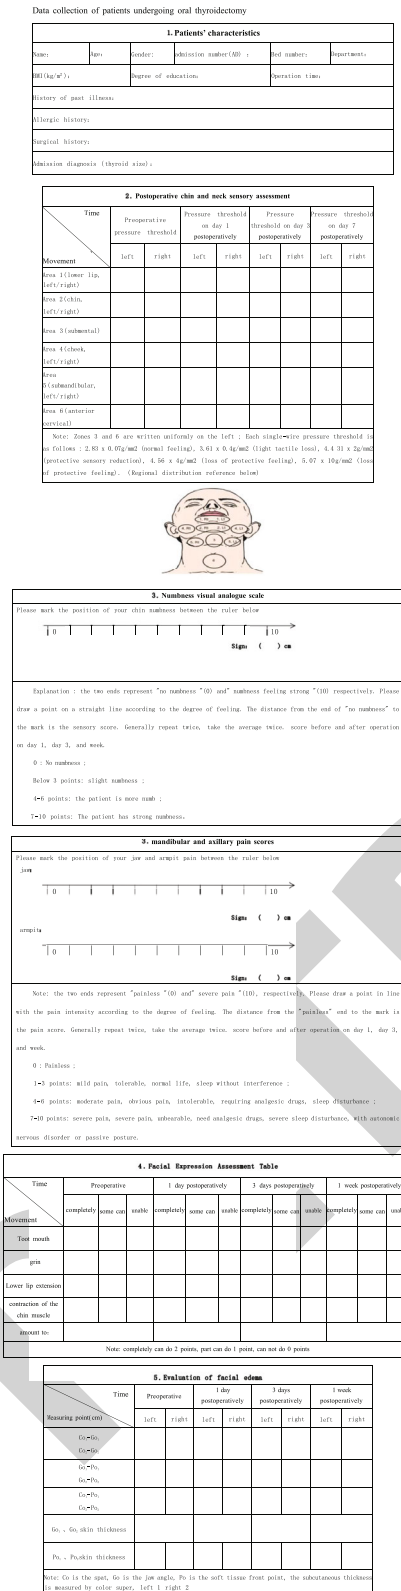 Data collection of patients undergoing oral thyroidectomy
1. Patients' characteristics
Name: Age: Gender: admission number(AD) : Bed number: Department:
BMI(kg/m²): Degree of education: Operation time:
History of past illness:
Allergic history:
Surgical history:
Admission diagnosis (thyroid size):
2. Postoperative chin and neck sensory assessment
Time
Movement
Preoperative pressure threshold
Pressure threshold on day 1 postoperatively
Pressure threshold on day 3 postoperatively
Pressure threshold on day 7 postoperatively
left right left right left right left right
Area 1(lower lip, left/right)
Area 2(chin, left/right)
Area 3(submental)
Area 4(cheek, left/right)
Area 5(submandibular, left/right)
Area 6(anterior cervical)
Note: Zones 3 and 6 are written uniformly on the left ; Each single-wire pressure threshold is
as follows : 2.83 x 0.07g/mm2 (normal feeling), 3.61 x 0.4g/mm2 (light tactile loss), 4.4 31 x 2g/mm2
(protective sensory reduction), 4.56 x 4g/mm2 (loss of protective feeling), 5.07 x 10g/mm2 (loss
of protective feeling). (Regional distribution reference below)
3. Numbness visual analogue scale
Please mark the position of your chin numbness between the ruler below
0 10
Sign: ( ) cm
Explanation : the two ends represent "no numbness "(0) and" numbness feeling strong "(10) respectively. Please
draw a point on a straight line according to the degree of feeling. The distance from the end of "no numbness" to
the mark is the sensory score. Generally repeat twice, take the average twice. score before and after operation
on day 1, day 3, and week.
0 : No numbness ;
Below 3 points: slight numbness ;
4-6 points: the patient is more numb ;
7-10 points: The patient has strong numbness.
3. mandibular and axillary pain scores
Please mark the position of your jaw and armpit pain between the ruler below
jaw:
0 10
Sign: ( ) cm
armpit:
0 10
Sign: ( ) cm
Note: the two ends represent "painless "(0) and" severe pain "(10), respectively. Please draw a point in line
with the pain intensity according to the degree of feeling. The distance from the "painless" end to the mark is
the pain score. Generally repeat twice, take the average twice. score before and after operation on day 1, day 3,
and week.
0 : Painless ;
1-3 points: mild pain, tolerable, normal life, sleep without interference ;
4-6 points: moderate pain, obvious pain, intolerable, requiring analgesic drugs, sleep disturbance ;
7-10 points: severe pain, severe pain, unbearable, need analgesic drugs, severe sleep disturbance, with autonomic
nervous disorder or passive posture.
4. Facial Expression Assessment Table
Time
Movement
Preoperative 1 day postoperatively 3 days postoperatively 1 week postoperatively
completely some can unable completely some can unable completely some can unable completely some can una
Toot mouth
grin
Lower lip extension
contraction of the chin muscle
amount to:
Note: completely can do 2 points, part can do 1 point, can not do 0 points
5. Evaluation of facial edema
Time
Measuring point(cm)
Preoperative
1 day postoperatively
3 days postoperatively
1 week postoperatively
left right left right left right left right
Co₁-Go₁
Co₂-Go₂
Go₁-Po₁
Go₂-Po₂
Co₁-Po₁
Co₂-Po₂
Go₁ 、 Go₂ skin thickness
Po₁ 、 Po₂ skin thickness
Note: Co is the spat, Go is the jaw angle, Po is the soft tissue front point, the subcutaneous thickness
is measured by color super, left 1 right 2